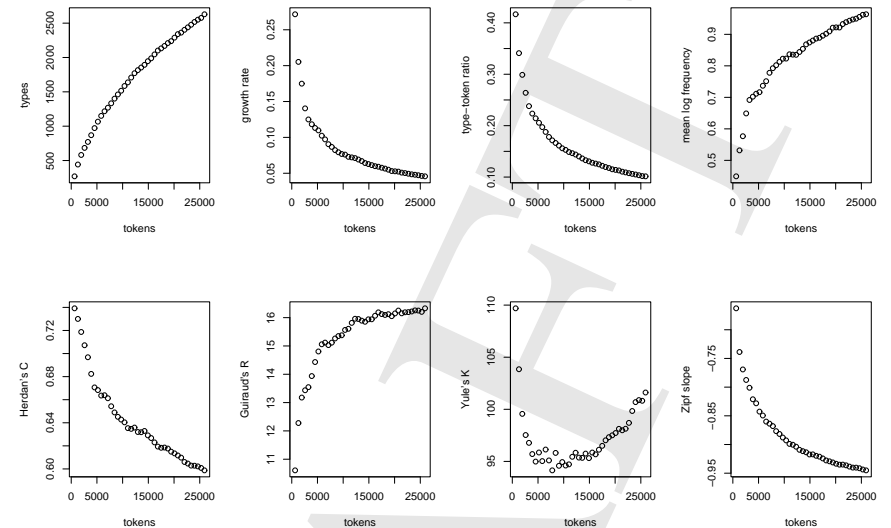 types
500 1000 1500 2000 2500
0 5000 15000 25000
tokens
growth rate
0.05 0.10 0.15 0.20 0.25
0 5000 15000 25000
tokens
type−token ratio
0.10 0.20 0.30 0.40
0 5000 15000 25000
tokens
mean log frequency
0.5 0.6 0.7 0.8 0.9
0 5000 15000 25000
tokens
Herdan's C
0.60 0.64 0.68 0.72
0 5000 15000 25000
tokens
Guiraud's R
11 12 13 14 15 16
0 5000 15000 25000
tokens
Yule's K
95 100 105 110
0 5000 15000 25000
tokens
Zipf slope
−0.95 −0.85 −0.75
0 5000 15000 25000
tokens